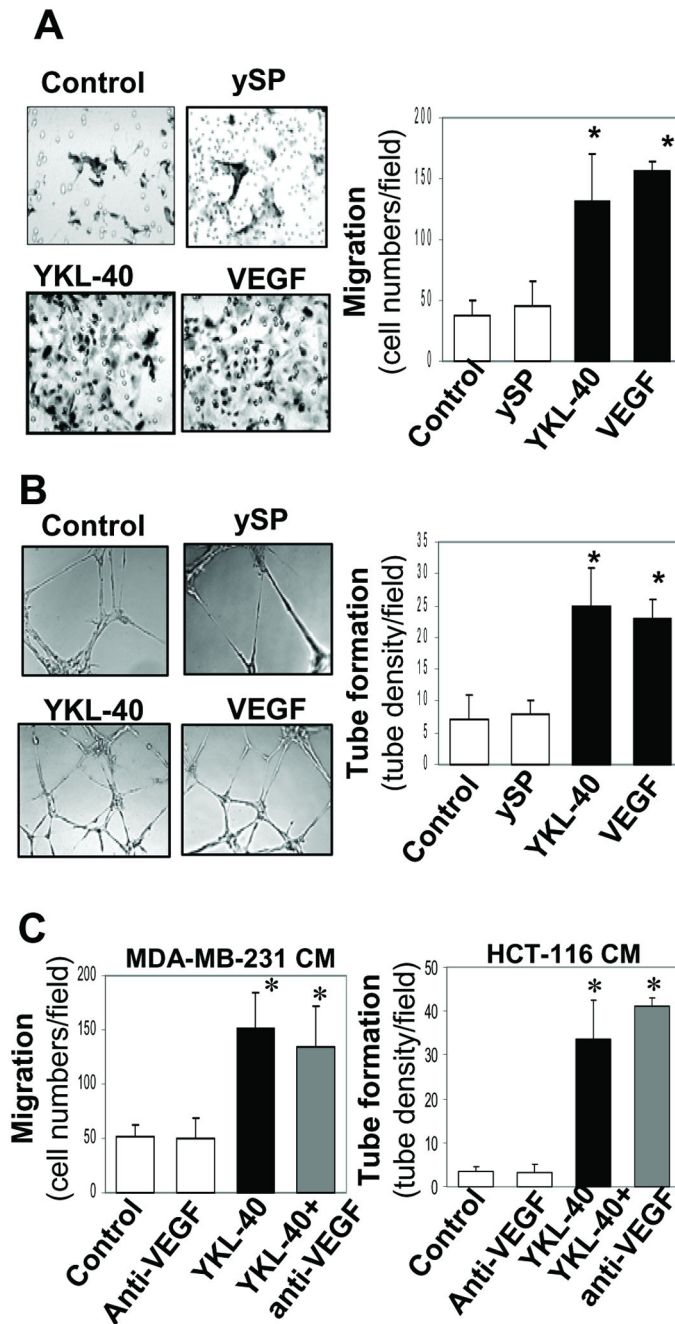 A
Control
ySP
YKL-40
VEGF
Migration
(cell numbers/field)
200
150
100
50
0
*
*
Control
ySP
YKL-40
VEGF
B
Control
ySP
YKL-40
VEGF
Tube formation
(tube density/field)
35
30
25
20
15
10
5
0
*
*
Control
ySP
YKL-40
VEGF
C
MDA-MB-231 CM
Migration
(cell numbers/field)
200
150
100
50
0
*
*
Control
Anti-VEGF
YKL-40
YKL-40+
anti-VEGF
HCT-116 CM
Tube formation
(tube density/field)
50
40
30
20
10
0
*
*
Control
Anti-VEGF
YKL-40
YKL-40+
anti-VEGF